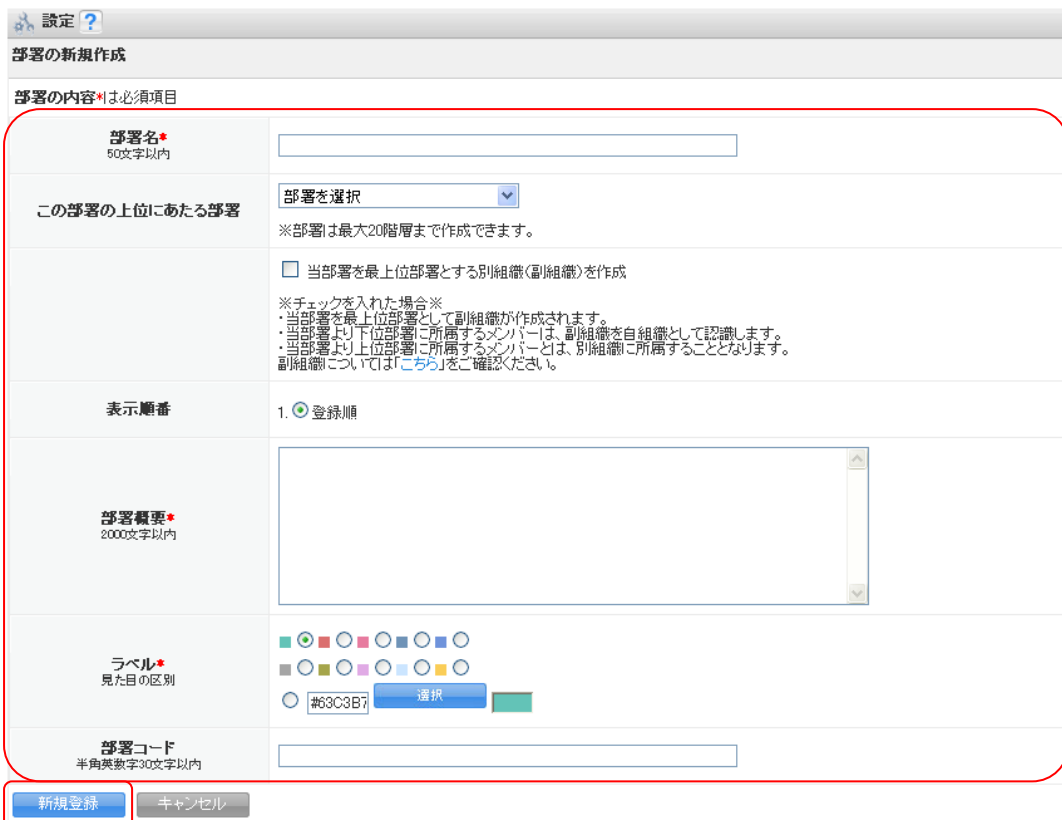 設定 ?
部署の新規作成
部署の内容*は必須項目
部署名*
50文字以内
この部署の上位にあたる部署
部署を選択
※部署は最大20階層まで作成できます。
当部署を最上位部署とする別組織(副組織)を作成
※チェックを入れた場合※
・当部署を最上位部署として副組織が作成されます。
・当部署より下位部署に所属するメンバーは、副組織を自組織として認識します。
・当部署より上位部署に所属するメンバーとは、別組織に所属することとなります。
副組織については「こちら」をご確認ください。
表示順番
1. 登録順
部署概要*
2000文字以内
ラベル*
見た目の区別
#63C3B7
選択
部署コード
半角英数字30文字以内
新規登録
キャンセル